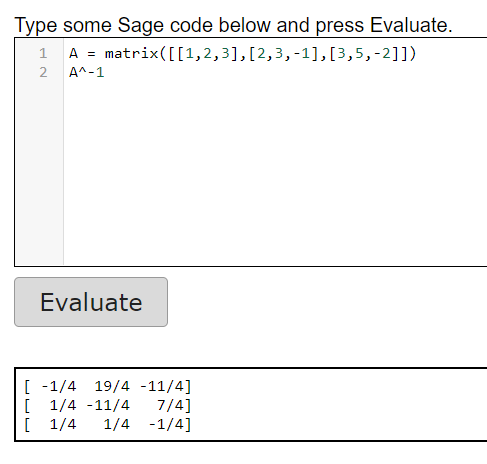 Type some Sage code below and press Evaluate.
1 A = matrix([[1,2,3],[2,3,-1],[3,5,-2]])
2 A^-1
Evaluate
[ -1/4  19/4 -11/4]
[  1/4 -11/4   7/4]
[  1/4   1/4  -1/4]